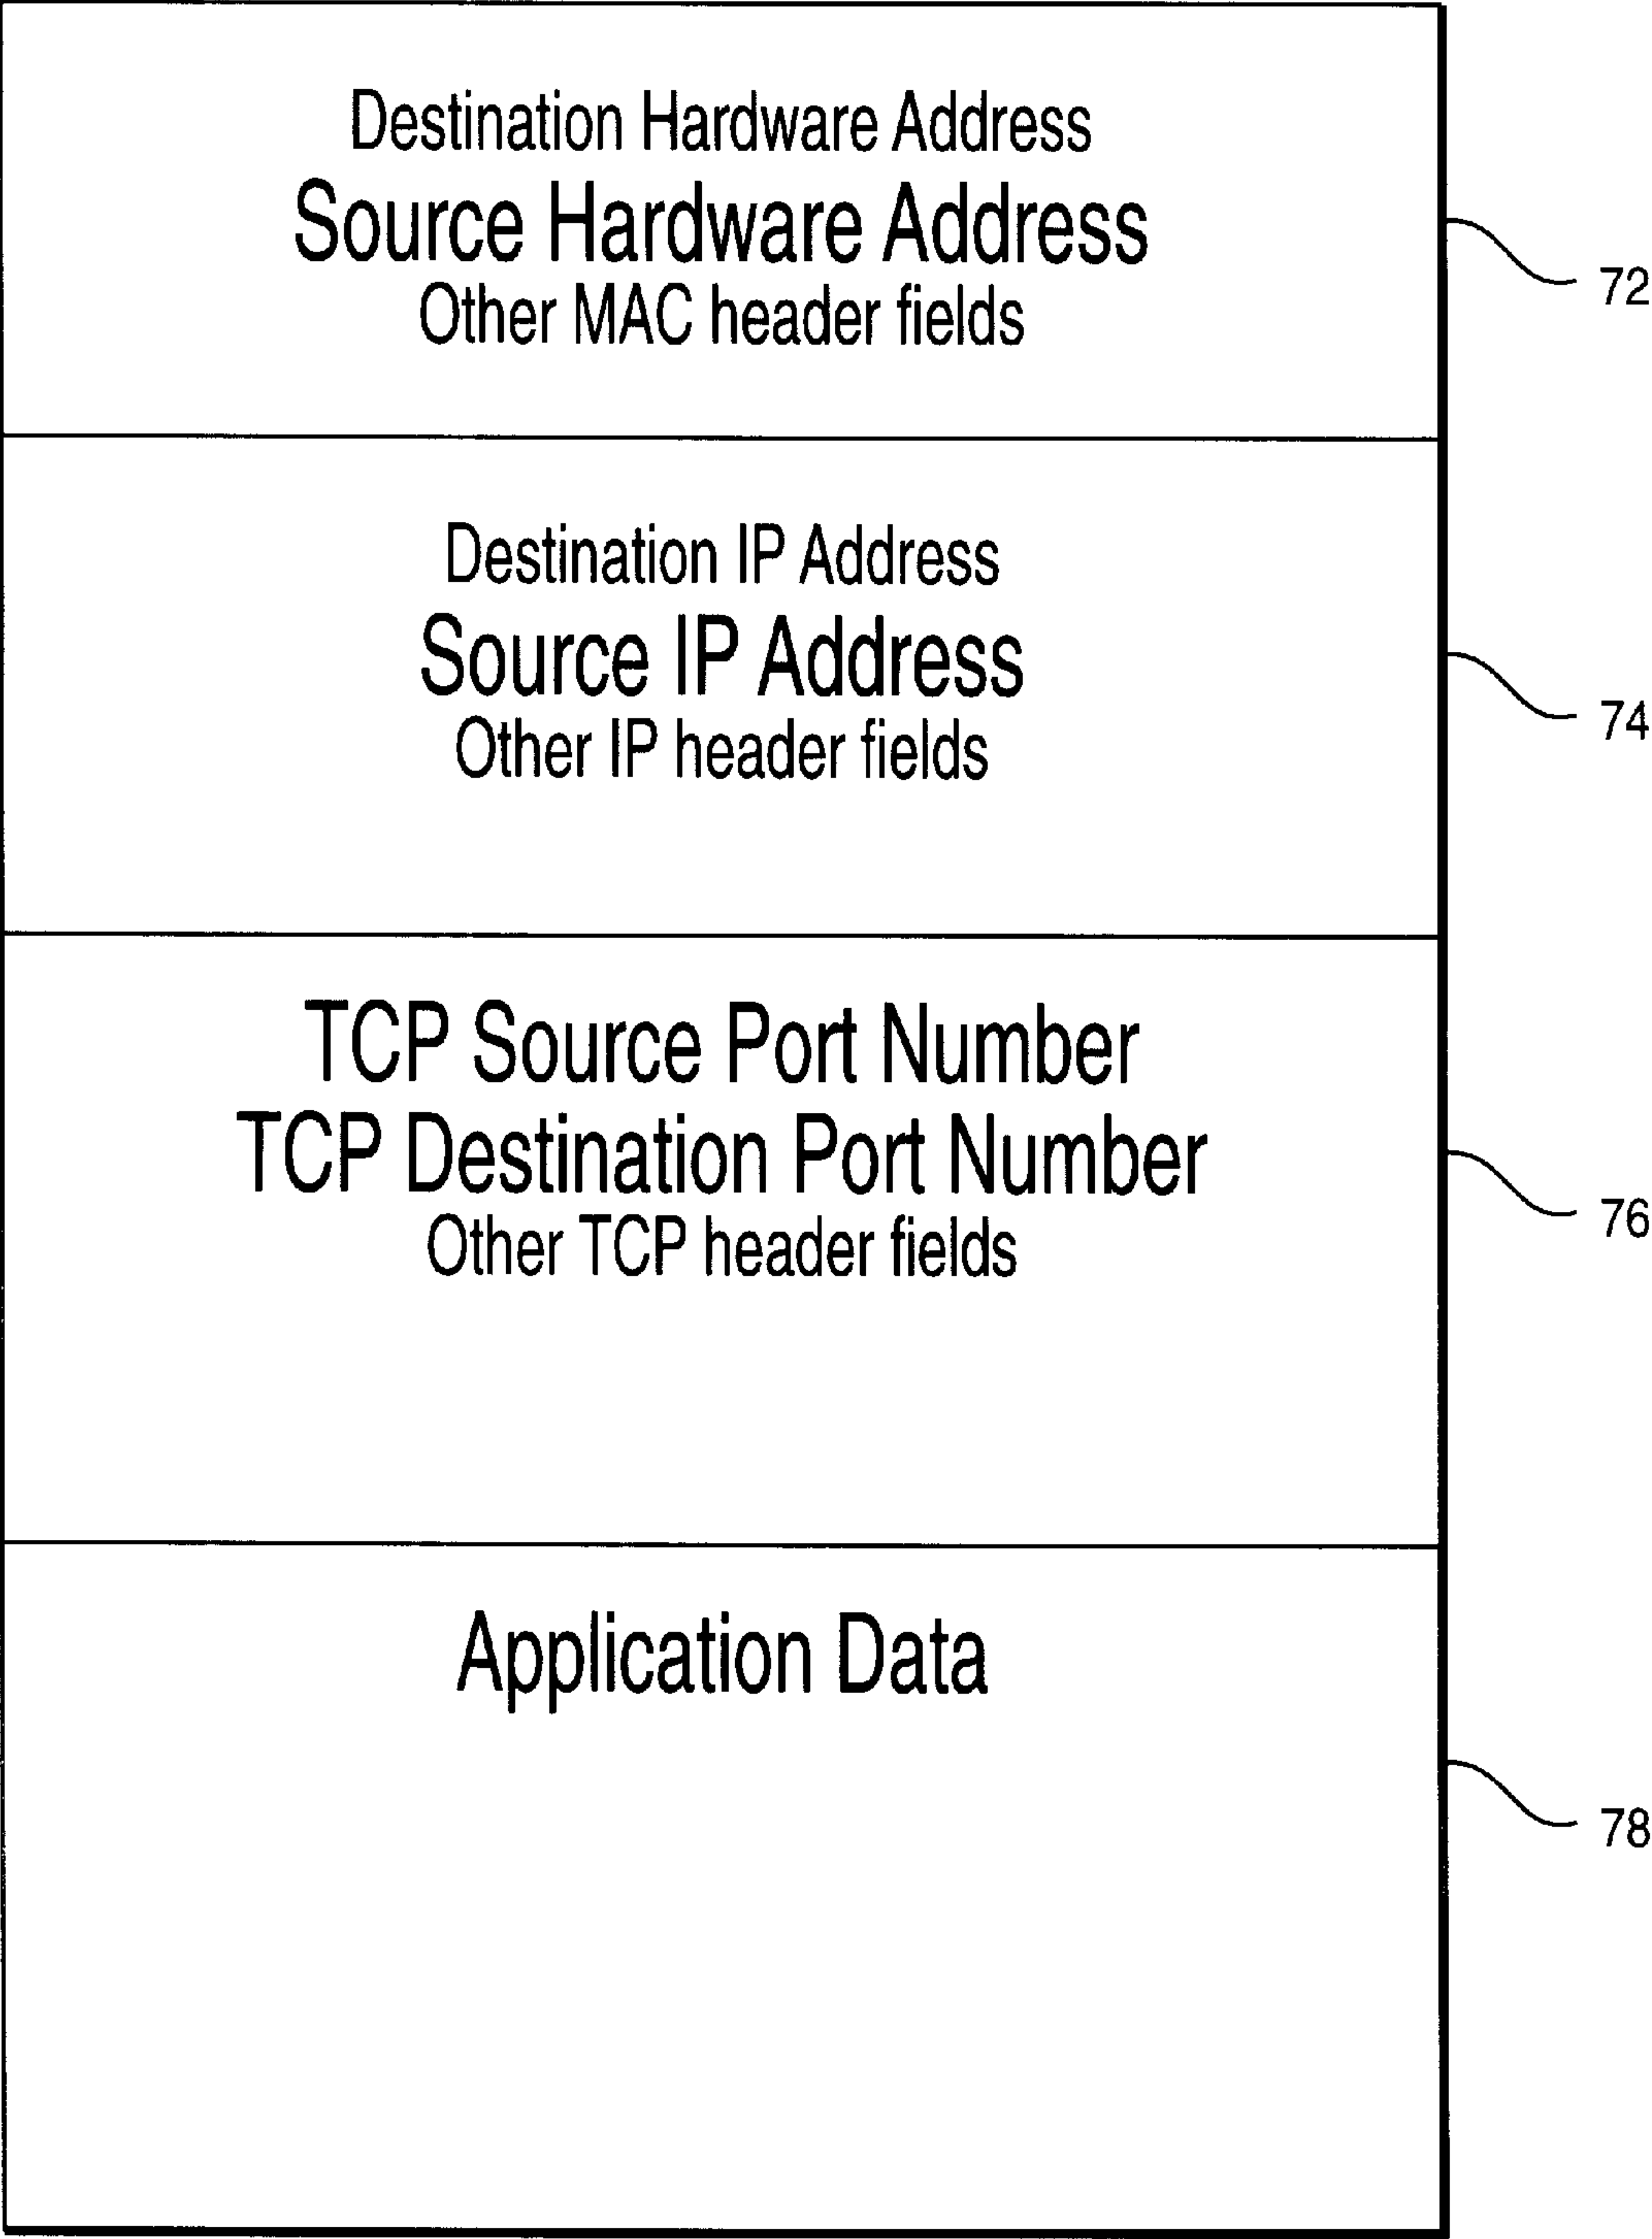 Destination Hardware Address
Source Hardware Address
Other MAC header fields
72
Destination IP Address
Source IP Address
Other IP header fields
74
TCP Source Port Number
TCP Destination Port Number
Other TCP header fields
76
Application Data
78